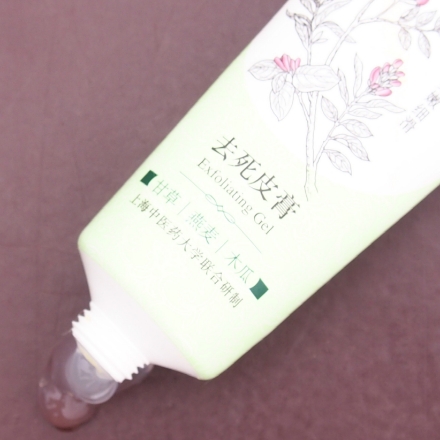 去死皮膏
Exfoliating Gel
甘草 | 燕麦 | 木瓜
上海中医药大学联合研制